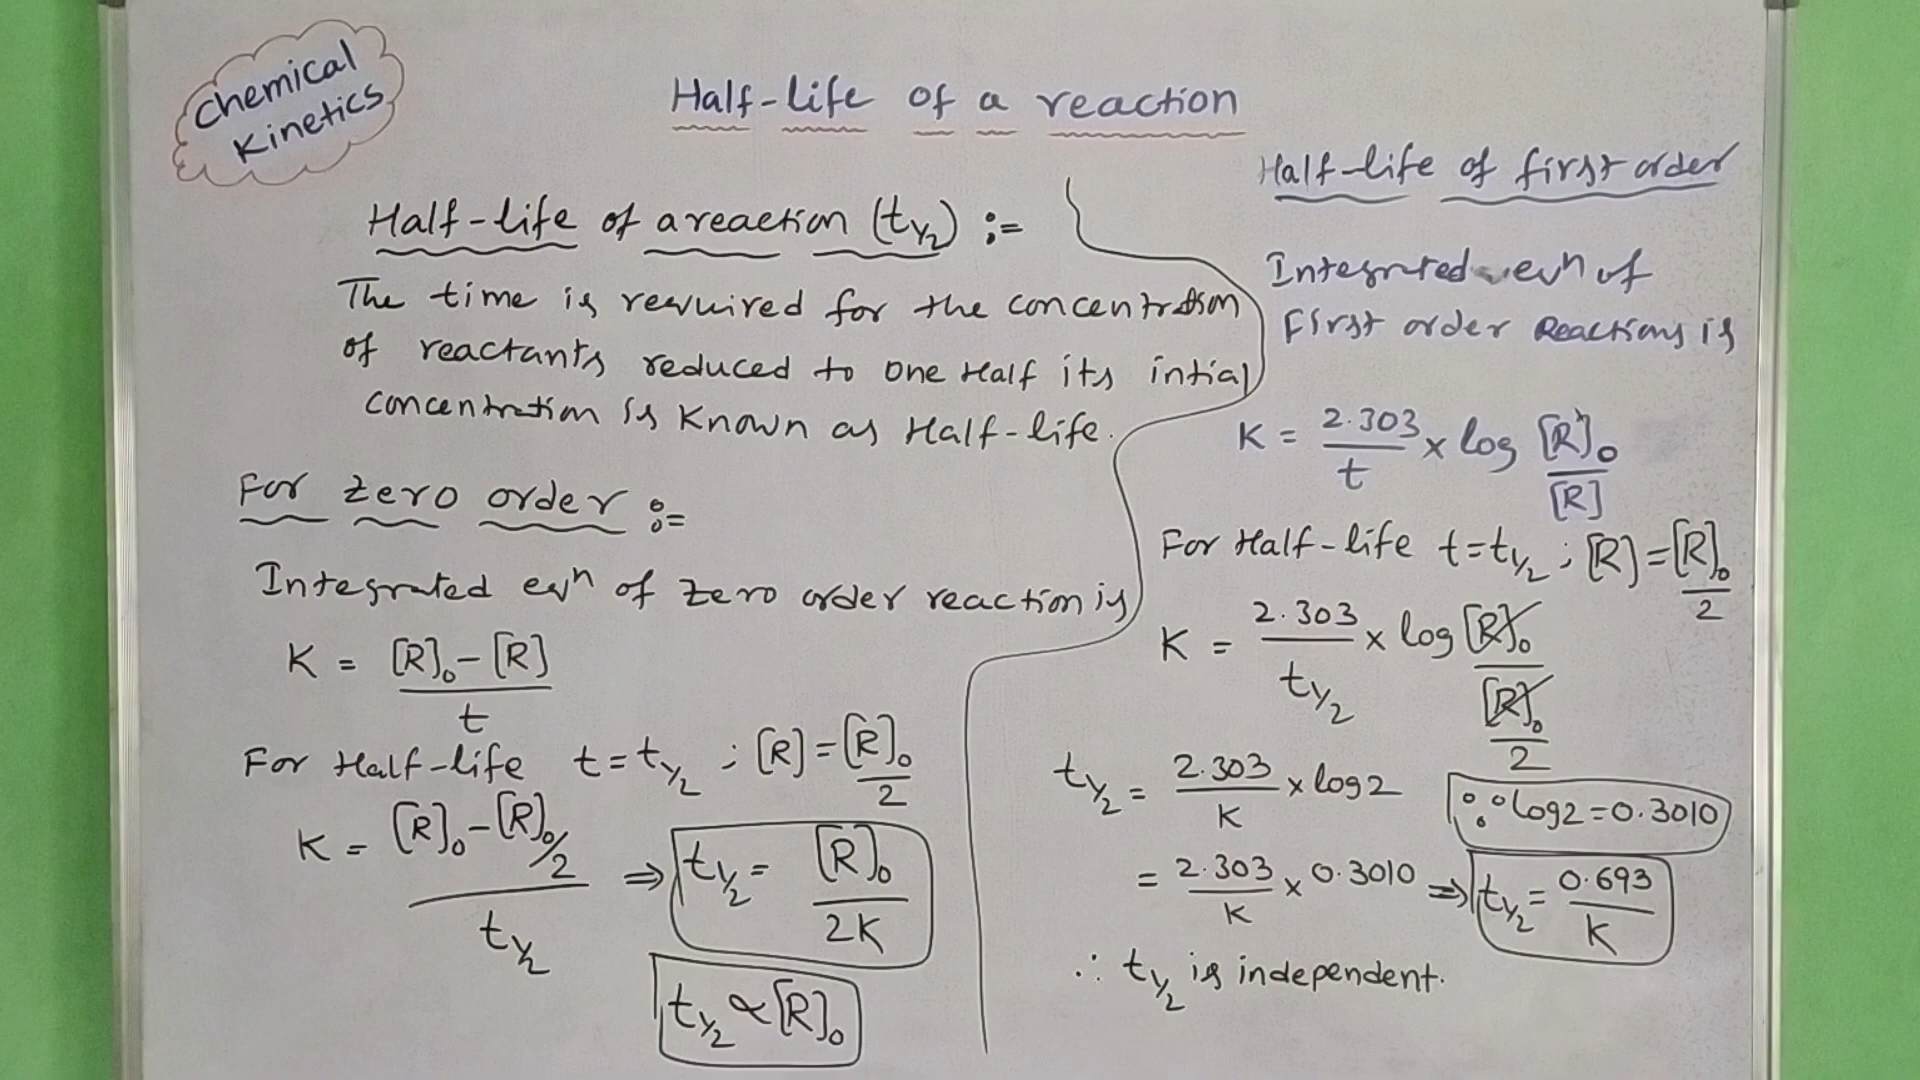 Chemical
Kinetics
Half-life of a reaction
Half-life of a reaction (t1/2) :=
The time is required for the concentration
of reactants reduced to one Half its intial
concentration is known as Half-life.
For zero order :=
Integrated eqn of zero order reaction is
K = [R]₀ - [R] / t
For Half-life t = t1/2 ; [R] = [R]₀ / 2
K = [R]₀ - [R]₀/2 / t1/2 ⇒ t1/2 = [R]₀ / 2K
t1/2 ∝ [R]₀
Half-life of first order
Integrated eqn of
First order Reactions is
K = 2.303 / t × log [R]₀ / [R]
For Half-life t = t1/2 ; [R] = [R]₀ / 2
K = 2.303 / t1/2 × log [R]₀ / [R]₀ / 2
t1/2 = 2.303 / K × log2 ∵ log2 = 0.3010
= 2.303 / K × 0.3010 ⇒ t1/2 = 0.693 / K
∴ t1/2 is independent.